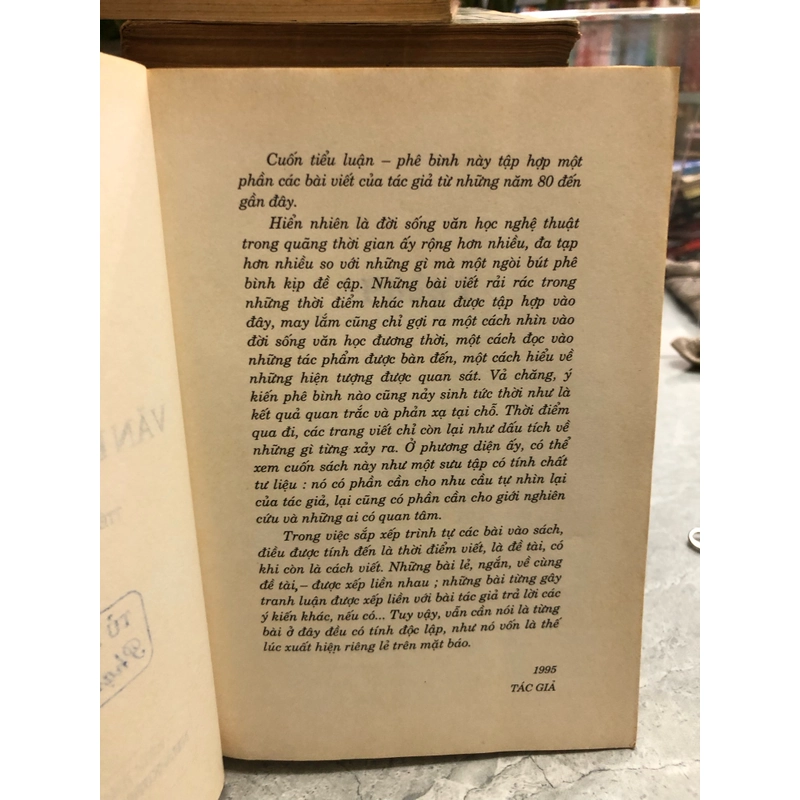 Cuốn tiểu luận – phê bình này tập hợp một
phần các bài viết của tác giả từ những năm 80 đến
gần đây.
Hiển nhiên là đời sống văn học nghệ thuật
trong quãng thời gian ấy rộng hơn nhiều, đa tạp
hơn nhiều so với những gì mà một ngòi bút phê
bình kịp đề cập. Những bài viết rải rác trong
những thời điểm khác nhau được tập hợp vào
đây, may lắm cũng chỉ gợi ra một cách nhìn vào
đời sống văn học đương thời, một cách đọc vào
những tác phẩm được bàn đến, một cách hiểu về
những hiện tượng được quan sát. Vả chăng, ý
kiến phê bình nào cũng nảy sinh tức thời như là
kết quả quan trắc và phản xạ tại chỗ. Thời điểm
qua đi, các trang viết chỉ còn lại như dấu tích về
những gì từng xảy ra. Ở phương diện ấy, có thể
xem cuốn sách này như một sưu tập có tính chất
tư liệu : nó có phần cần cho nhu cầu tự nhìn lại
của tác giả, lại cũng có phần cần cho giới nghiên
cứu và những ai có quan tâm.
Trong việc sắp xếp trình tự các bài vào sách,
điều được tính đến là thời điểm viết, là đề tài, có
khi còn là cách viết. Những bài lẻ, ngắn, về cùng
đề tài,– được xếp liền nhau ; những bài từng gây
tranh luận được xếp liền với bài tác giả trả lời các
ý kiến khác, nếu có... Tuy vậy, vẫn cần nói là từng
bài ở đây đều có tính độc lập, như nó vốn là thế
lúc xuất hiện riêng lẻ trên mặt báo.
1995
TÁC GIẢ